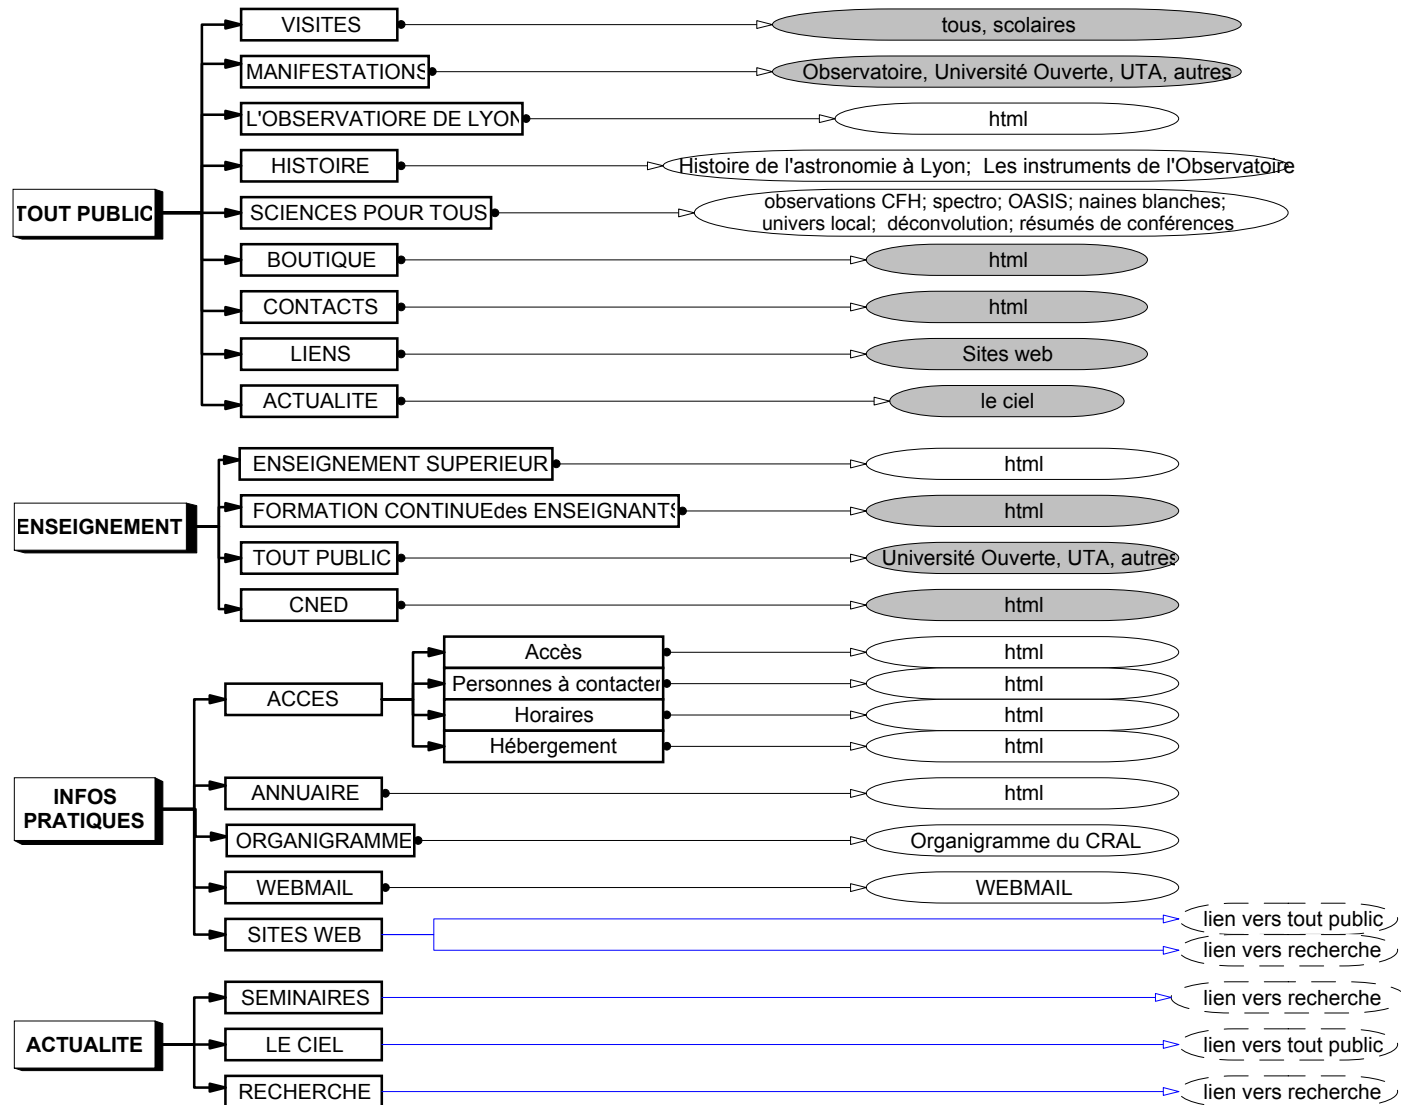 VISITES
tous, scolaires
MANIFESTATIONS
Observatoire, Université Ouverte, UTA, autres
L'OBSERVATIORE DE LYON
html
HISTOIRE
Histoire de l'astronomie à Lyon;  Les instruments de l'Observatoire
TOUT PUBLIC
SCIENCES POUR TOUS
observations CFH; spectro; OASIS; naines blanches;
univers local;  déconvolution; résumés de conférences
BOUTIQUE
html
CONTACTS
html
LIENS
Sites web
ACTUALITE
le ciel
ENSEIGNEMENT
ENSEIGNEMENT SUPERIEUR
html
FORMATION CONTINUEdes ENSEIGNANTS
html
TOUT PUBLIC
Université Ouverte, UTA, autres
CNED
html
INFOS
PRATIQUES
ACCES
Accès
html
Personnes à contacter
html
Horaires
html
Hébergement
html
ANNUAIRE
html
ORGANIGRAMME
Organigramme du CRAL
WEBMAIL
WEBMAIL
SITES WEB
lien vers tout public
lien vers recherche
ACTUALITE
SEMINAIRES
lien vers recherche
LE CIEL
lien vers tout public
RECHERCHE
lien vers recherche